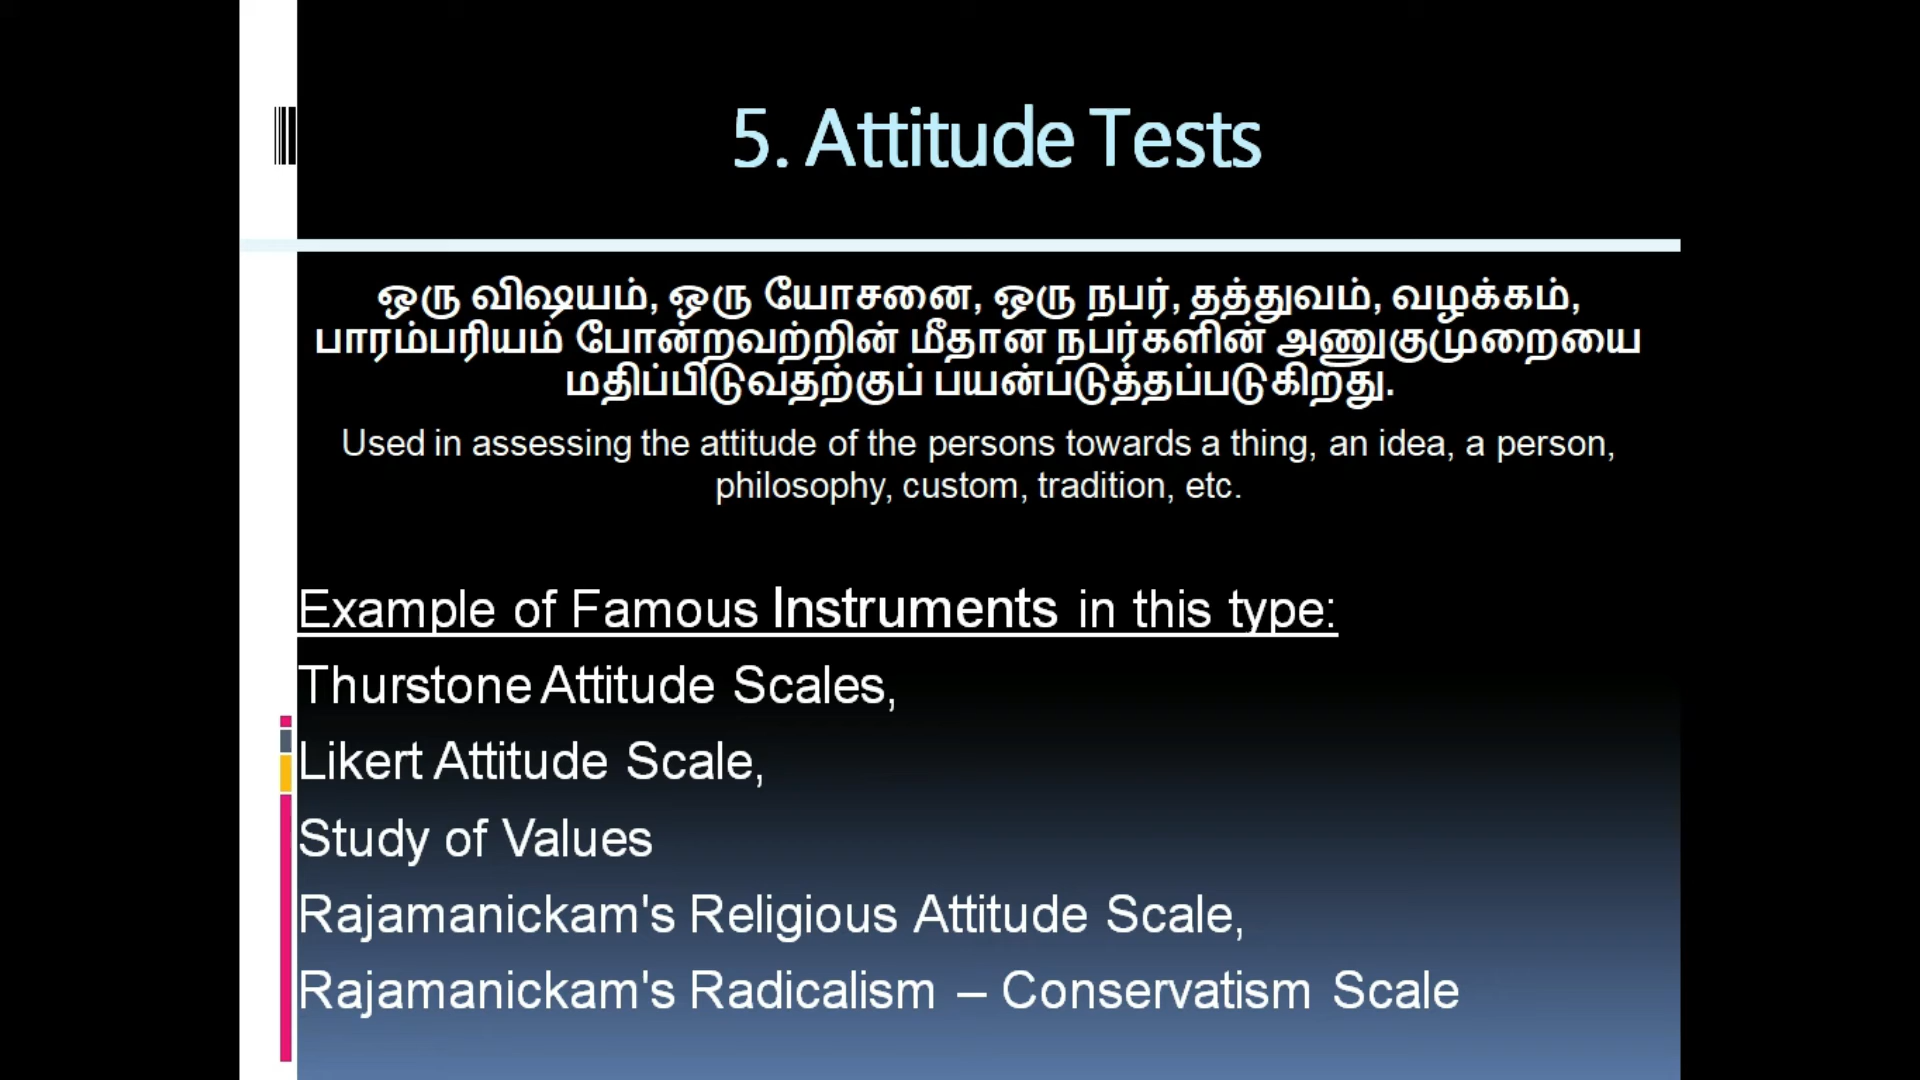 5. Attitude Tests
ஒரு விஷயம், ஒரு யோசனை, ஒரு நபர், தத்துவம், வழக்கம்,
பாரம்பரியம் போன்றவற்றின் மீதான நபர்களின் அணுகுமுறையை
மதிப்பிடுவதற்குப் பயன்படுத்தப்படுகிறது.
Used in assessing the attitude of the persons towards a thing, an idea, a person,
philosophy, custom, tradition, etc.
Example of Famous Instruments in this type:
Thurstone Attitude Scales,
Likert Attitude Scale,
Study of Values
Rajamanickam's Religious Attitude Scale,
Rajamanickam's Radicalism – Conservatism Scale